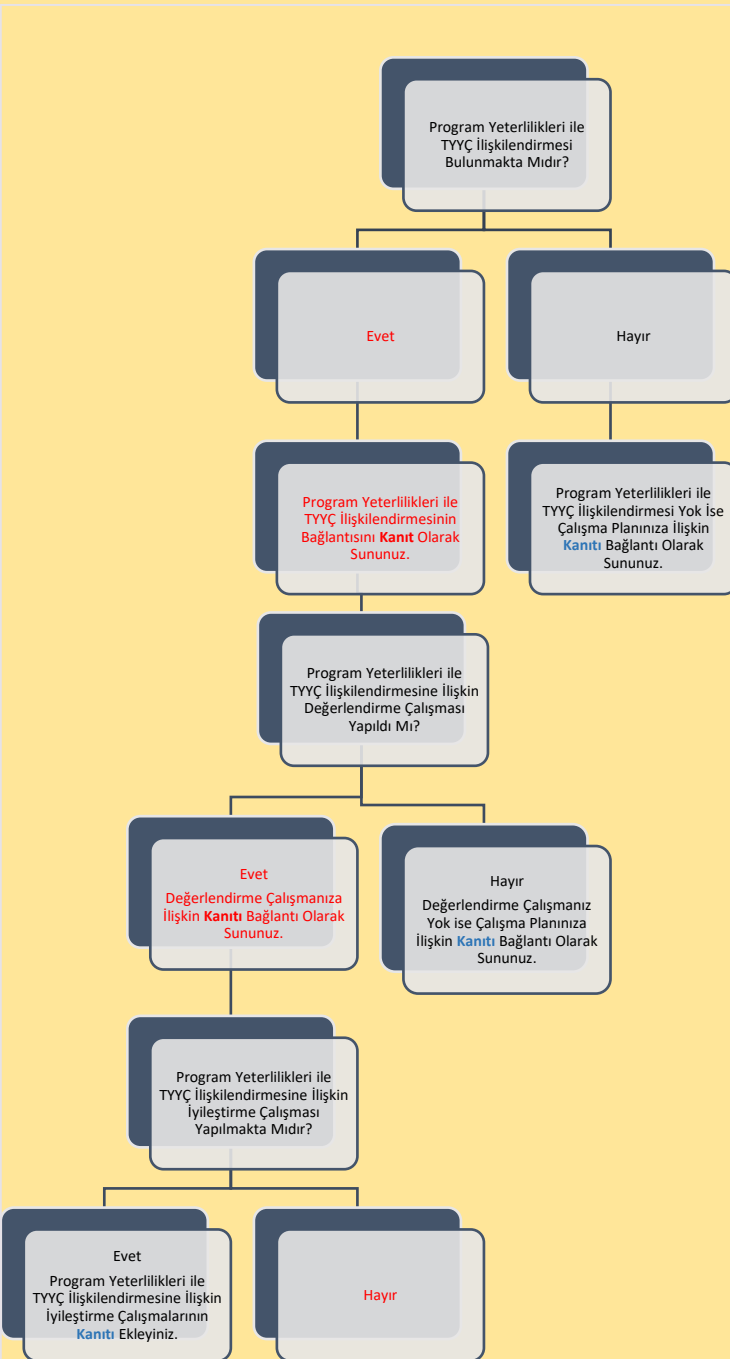 Program Yeterlilikleri ile
TYYÇ İlişkilendirmesi
Bulunmakta Mıdır?
Evet
Hayır
Program Yeterlilikleri ile
TYYÇ İlişkilendirmesinin
Bağlantısını Kanıt Olarak
Sununuz.
Program Yeterlilikleri ile
TYYÇ İlişkilendirmesi Yok İse
Çalışma Planınıza İlişkin
Kanıtı Bağlantı Olarak
Sununuz.
Program Yeterlilikleri ile
TYYÇ İlişkilendirmesine İlişkin
Değerlendirme Çalışması
Yapıldı Mı?
Evet
Değerlendirme Çalışmanıza
İlişkin Kanıtı Bağlantı Olarak
Sununuz.
Hayır
Değerlendirme Çalışmanız
Yok ise Çalışma Planınıza
İlişkin Kanıtı Bağlantı Olarak
Sununuz.
Program Yeterlilikleri ile
TYYÇ İlişkilendirmesine İlişkin
İyileştirme Çalışması
Yapılmakta Mıdır?
Evet
Program Yeterlilikleri ile
TYYÇ İlişkilendirmesine İlişkin
İyileştirme Çalışmalarının
Kanıtı Ekleyiniz.
Hayır